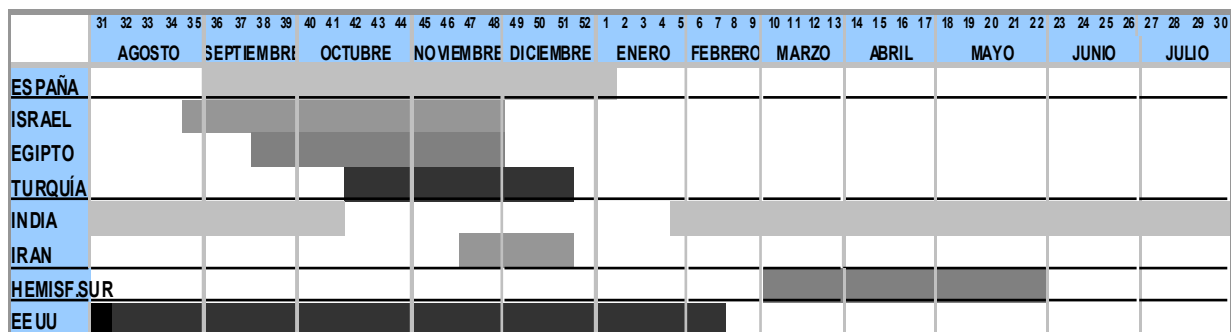 31 32 33 34 35 36 37 38 39 40 41 42 43 44 45 46 47 48 49 50 51 52 1 2 3 4 5 6 7 8 9 10 11 12 13 14 15 16 17 18 19 20 21 22 23 24 25 26 27 28 29 30
AGOSTO SEPTIEMBRE OCTUBRE NOVIEMBRE DICIEMBRE ENERO FEBRERO MARZO ABRIL MAYO JUNIO JULIO
ESPAÑA
ISRAEL
EGIPTO
TURQUÍA
INDIA
IRAN
HEMISF.SUR
EEUU